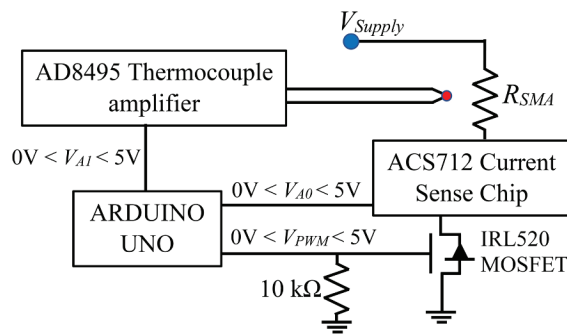 V_Supply
AD8495 Thermocouple
amplifier
R_SMA
0V < V_A1 < 5V
ACS712 Current
Sense Chip
0V < V_A0 < 5V
ARDUINO
UNO
0V < V_PWM < 5V
IRL520
MOSFET
10 kΩ